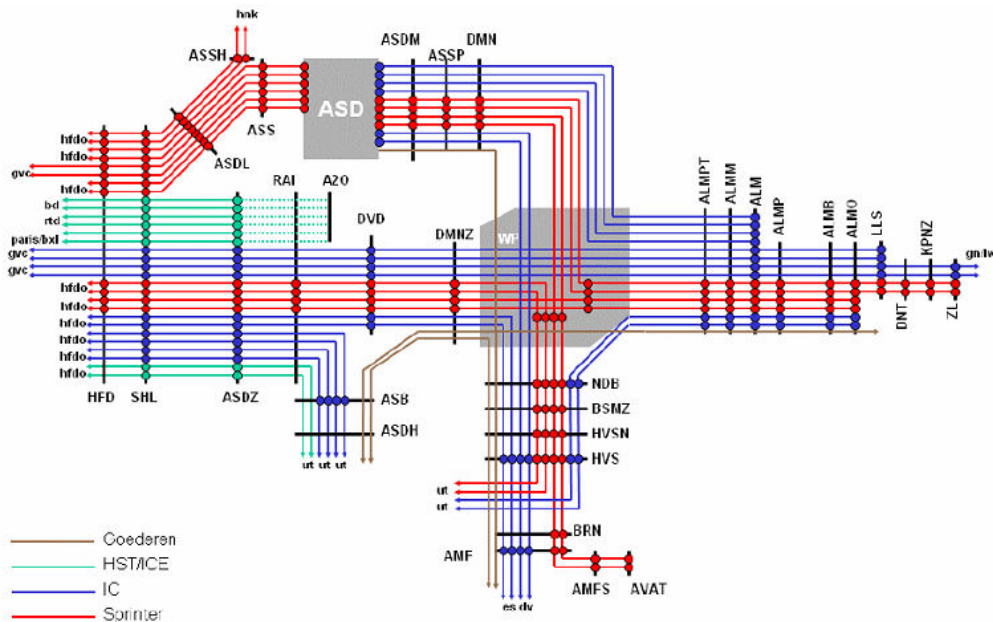 hnk
ASSH
ASDM
ASSP
DMN
ASD
ASS
ASDL
hfdo
hfdo
gvc
hfdo
RAI
A2O
bd
rtd
paris/bxl
DVD
DMNZ
WP
ALMPT
ALMM
ALM
ALMP
ALMB
ALMO
LLS
KPNZ
gn/lw
gvc
gvc
hfdo
hfdo
hfdo
hfdo
hfdo
hfdo
DNT
ZL
HFD
SHL
ASDZ
ASB
ASDH
NDB
BSMZ
HVSN
HVS
ut
ut
ut
ut
ut
BRN
AMF
AMFS
AVAT
es
dv
Goederen
HST/ICE
IC
Sprinter